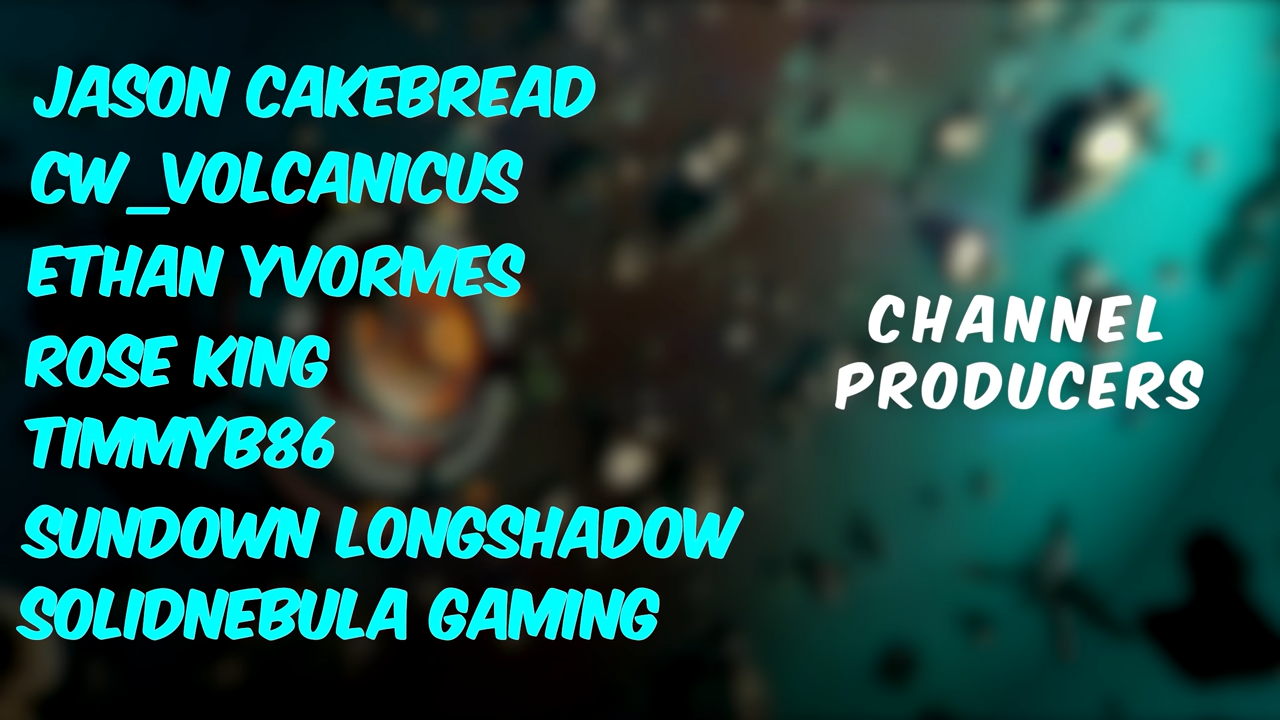 JASON CAKEBREAD
CW_VOLCANICUS
ETHAN YVORMES
ROSE KING
TIMMYB86
SUNDOWN LONGSHADOW
SOLIDNEBULA GAMING
CHANNEL
PRODUCERS